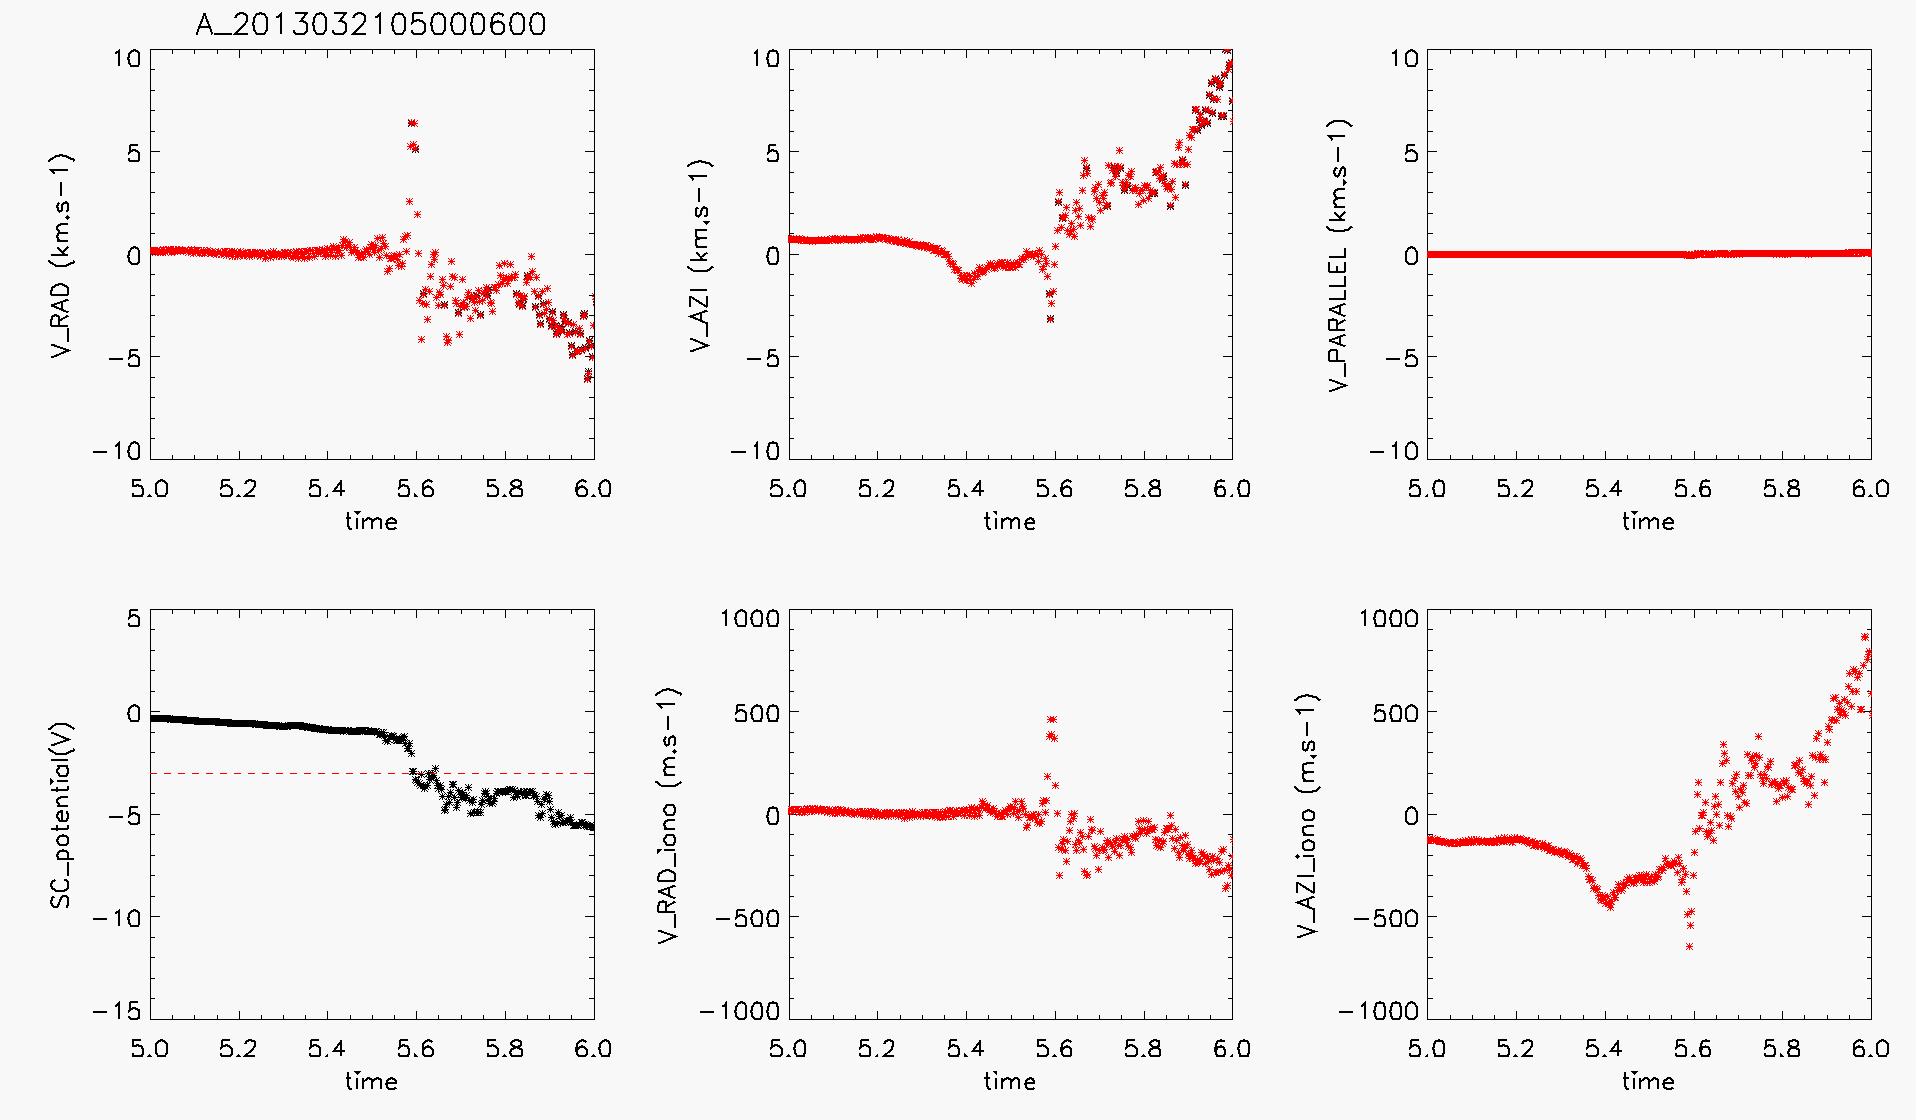 A_2013032105000600
10
5
0
-5
-10
V_RAD (km.s-1)
5.0 5.2 5.4 5.6 5.8 6.0
time
10
5
0
-5
-10
V_AZI (km.s-1)
5.0 5.2 5.4 5.6 5.8 6.0
time
10
5
0
-5
-10
V_PARALLEL (km.s-1)
5.0 5.2 5.4 5.6 5.8 6.0
time
5
0
-5
-10
-15
SC_potential(V)
5.0 5.2 5.4 5.6 5.8 6.0
time
1000
500
0
-500
-1000
V_RAD_iono (m.s-1)
5.0 5.2 5.4 5.6 5.8 6.0
time
1000
500
0
-500
-1000
V_AZI_iono (m.s-1)
5.0 5.2 5.4 5.6 5.8 6.0
time